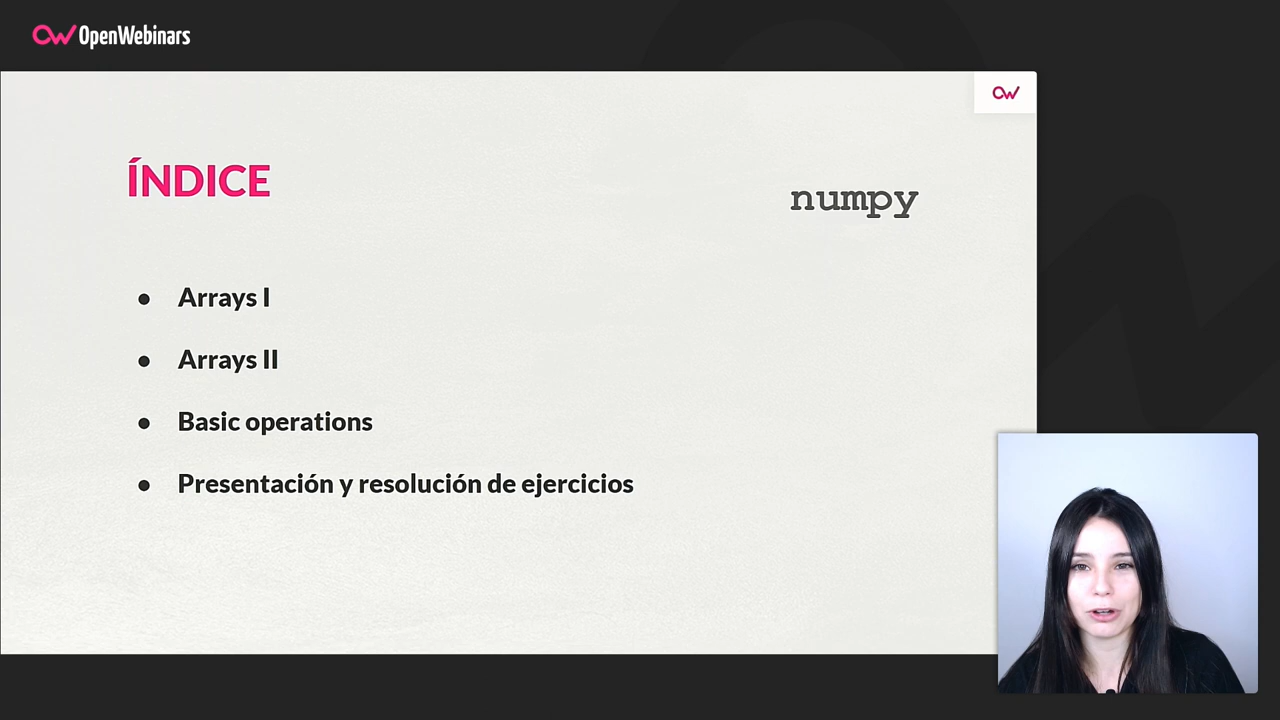 OpenWebinars
ÍNDICE
numpy
● Arrays I
● Arrays II
● Basic operations
● Presentación y resolución de ejercicios